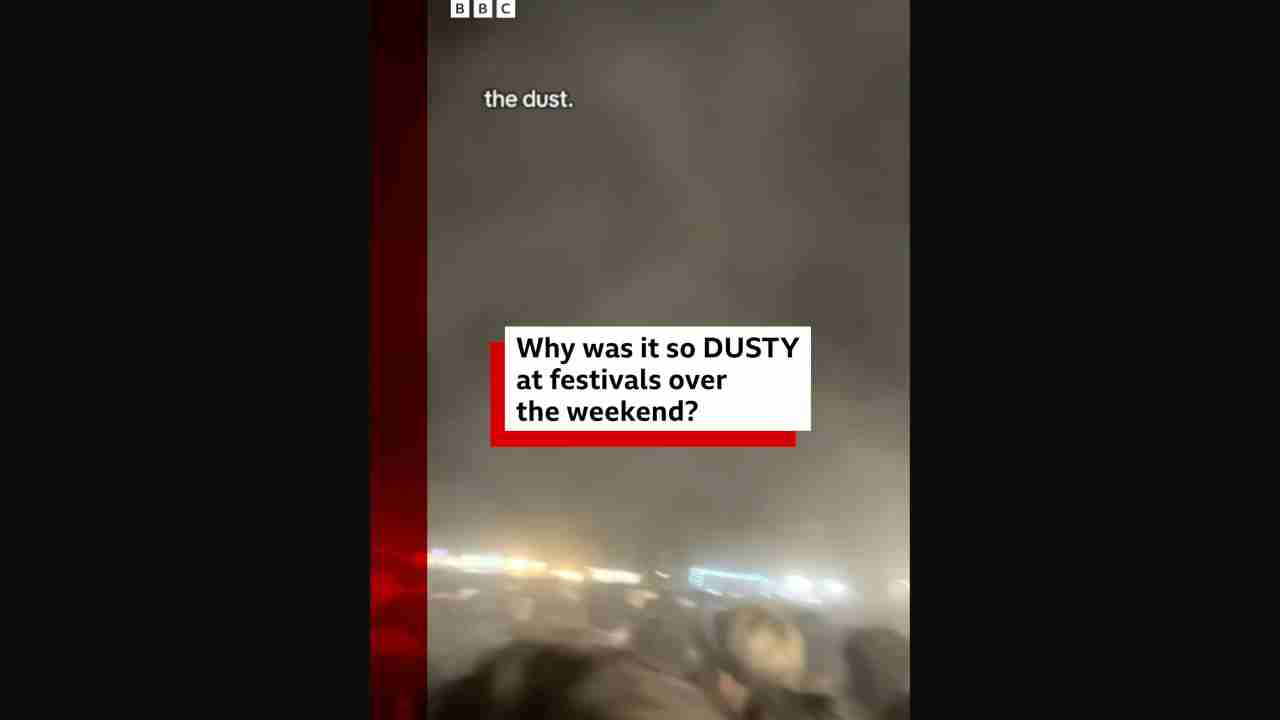 BBC
the dust.
Why was it so DUSTY
at festivals over
the weekend?